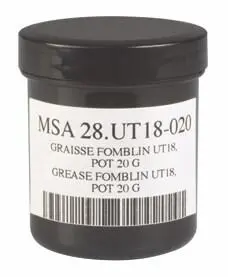 MSA 28.UT18-020
GRAISSE FOMBLIN UT18,
POT 20 G
GREASE FOMBLIN UT18,
POT 20 G